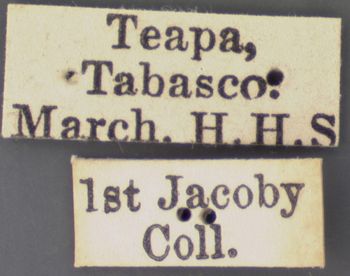 Teapa,
Tabasco.
March. H.H.S
1st Jacoby
Coll.